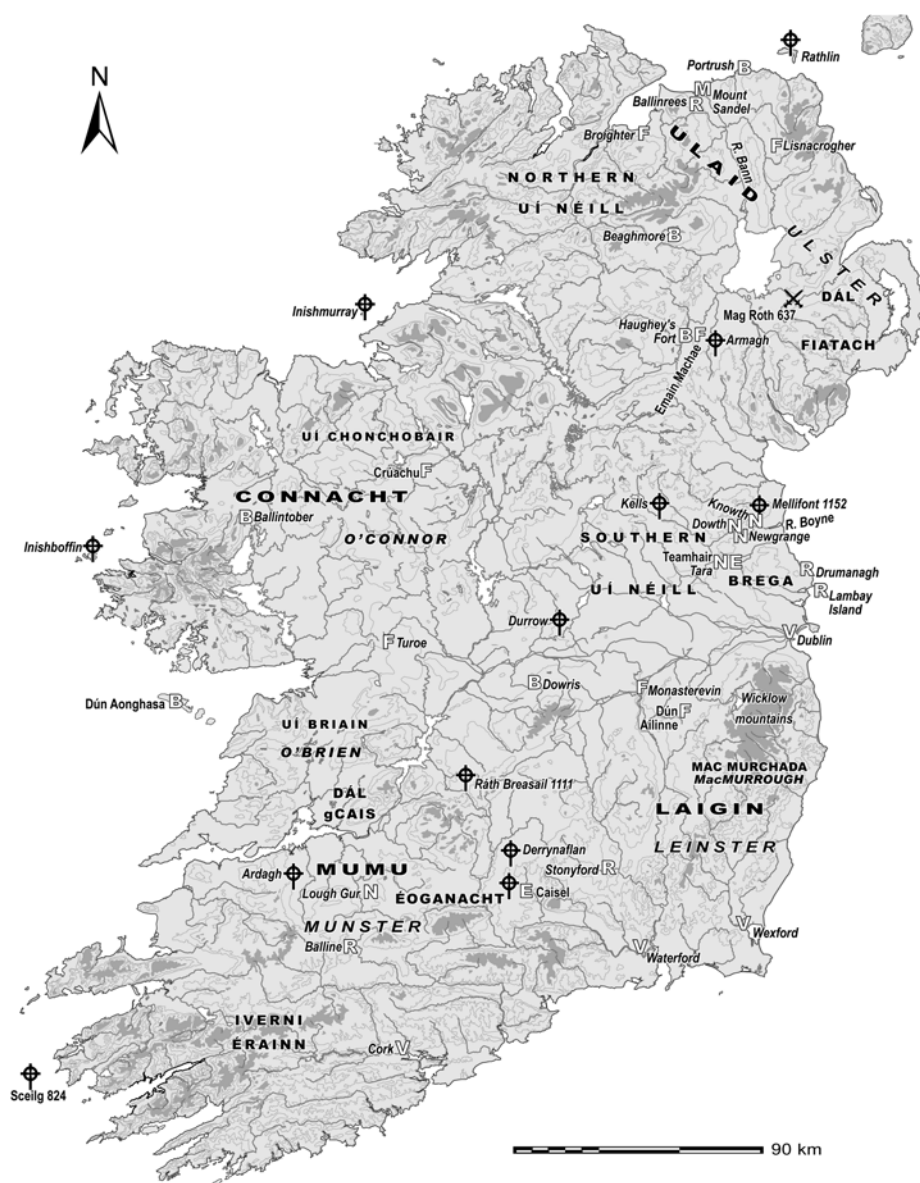 N
Rathlin
Portrush B
M Mount
Sandel
Ballinrees R
Broighter F
ULAID
R. Bann
F Lisnacrogher
NORTHERN
UÍ NÉILL
Beaghmore B
ULSTER
Inishmurray
DÁL
Mag Roth 637
Haughey's
Fort B F
Armagh
FIATACH
Emain Machae
UÍ CHONCHOBAIR
Crúachu F
CONNACHT
B Ballintober
O'CONNOR
Inishboffin
Kells
Mellifont 1152
Knowth N
R. Boyne
Dowth N
N Newgrange
SOUTHERN
Teamhair
Tara NE
BREGA
R Drumanagh
UÍ NÉILL
R Lambay
Island
Durrow
V Dublin
F Turoe
B Dowris
F Monasterevin
Dún Aonghasa B
Dún F
Ailinne
Wicklow
mountains
UÍ BRIAIN
O'BRIEN
MAC MURCHADA
MacMURROUGH
Ráth Breasail 1111
DÁL
gCAIS
LAIGIN
LEINSTER
Derrynaflan
Stonyford R
Ardagh
MUMU
Lough Gur N
ÉOGANACHT
E Caisel
MUNSTER
Balline R
V Wexford
V Waterford
IVERNI
ÉRAINN
Cork V
Sceilg 824
90 km